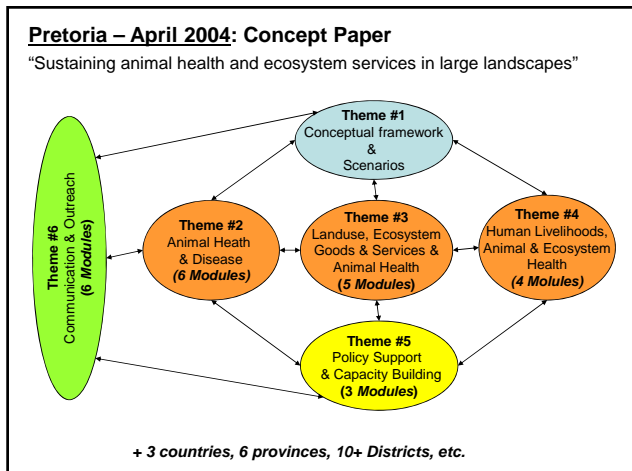 Pretoria – April 2004: Concept Paper
“Sustaining animal health and ecosystem services in large landscapes”
Theme #1
Conceptual framework
&
Scenarios
Theme #6
Communication & Outreach
(6 Modules)
Theme #2
Animal Heath
& Disease
(6 Modules)
Theme #3
Landuse, Ecosystem
Goods & Services &
Animal Health
(5 Modules)
Theme #4
Human Livelihoods,
Animal & Ecosystem
Health
(4 Molules)
Theme #5
Policy Support
& Capacity Building
(3 Modules)
+ 3 countries, 6 provinces, 10+ Districts, etc.